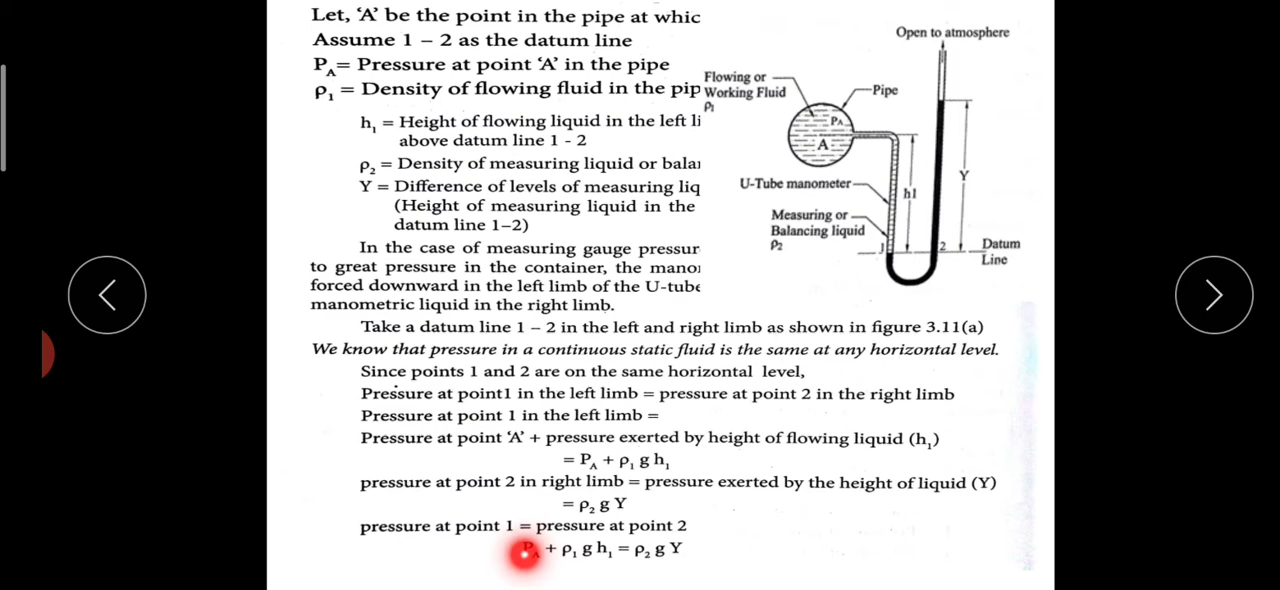 Let, ‘A’ be the point in the pipe at whic
Assume 1 – 2 as the datum line
P_A = Pressure at point ‘A’ in the pipe
ρ₁ = Density of flowing fluid in the pip
h₁ = Height of flowing liquid in the left li
above datum line 1 - 2
ρ₂ = Density of measuring liquid or bala
Y = Difference of levels of measuring liq
(Height of measuring liquid in the
datum line 1–2)
In the case of measuring gauge pressur
to great pressure in the container, the mano
forced downward in the left limb of the U-tube
manometric liquid in the right limb.
Open to atmosphere
Flowing or
Working Fluid
ρ₁
Pipe
P_A
A
Y
U-Tube manometer
h1
Measuring or
Balancing liquid
ρ₂
1
2
Datum
Line
Take a datum line 1 – 2 in the left and right limb as shown in figure 3.11(a)
We know that pressure in a continuous static fluid is the same at any horizontal level.
Since points 1 and 2 are on the same horizontal level,
Pressure at point1 in the left limb = pressure at point 2 in the right limb
Pressure at point 1 in the left limb =
Pressure at point ‘A’ + pressure exerted by height of flowing liquid (h₁)
= P_A + ρ₁ g h₁
pressure at point 2 in right limb = pressure exerted by the height of liquid (Y)
= ρ₂ g Y
pressure at point 1 = pressure at point 2
P_A + ρ₁ g h₁ = ρ₂ g Y